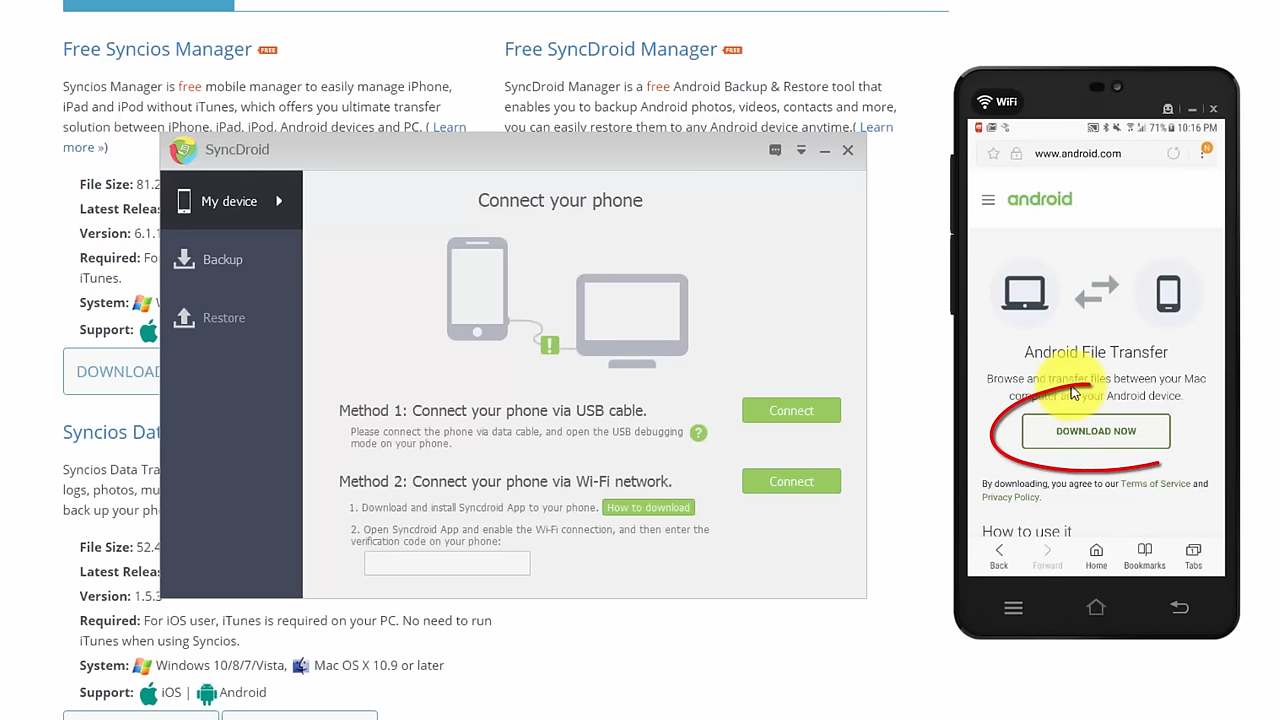 Free Syncios Manager FREE
Syncios Manager is free mobile manager to easily manage iPhone,
iPad and iPod without iTunes, which offers you ultimate transfer
solution between iPhone, iPad, iPod, Android devices and PC. ( Learn
more »)
File Size: 81.2
Latest Relea
Version: 6.1.1
Required: Fo
iTunes.
System:
Support:
DOWNLOAD
Free SyncDroid Manager FREE
SyncDroid Manager is a free Android Backup & Restore tool that
enables you to backup Android photos, videos, contacts and more,
you can easily restore them to any Android device anytime.( Learn
SyncDroid
My device
Backup
Restore
Connect your phone
Method 1: Connect your phone via USB cable.
Connect
Please connect the phone via data cable, and open the USB debugging
mode on your phone.
?
Method 2: Connect your phone via Wi-Fi network.
Connect
1. Download and install Syncdroid App to your phone. How to download
2. Open Syncdroid App and enable the Wi-Fi connection, and then enter the
verification code on your phone:
Syncios Dat
Syncios Data Tra
logs, photos, mu
back up your pho
File Size: 52.4
Latest Relea
Version: 1.5.3
Required: For iOS user, iTunes is required on your PC. No need to run
iTunes when using Syncios.
System: Windows 10/8/7/Vista, Mac OS X 10.9 or later
Support: iOS | Android
WiFi
71% 10:16 PM
www.android.com
N
android
Android File Transfer
Browse and transfer files between your Mac
computer and your Android device.
DOWNLOAD NOW
By downloading, you agree to our Terms of Service and
Privacy Policy.
How to use it
Back
Forward
Home
Bookmarks
Tabs